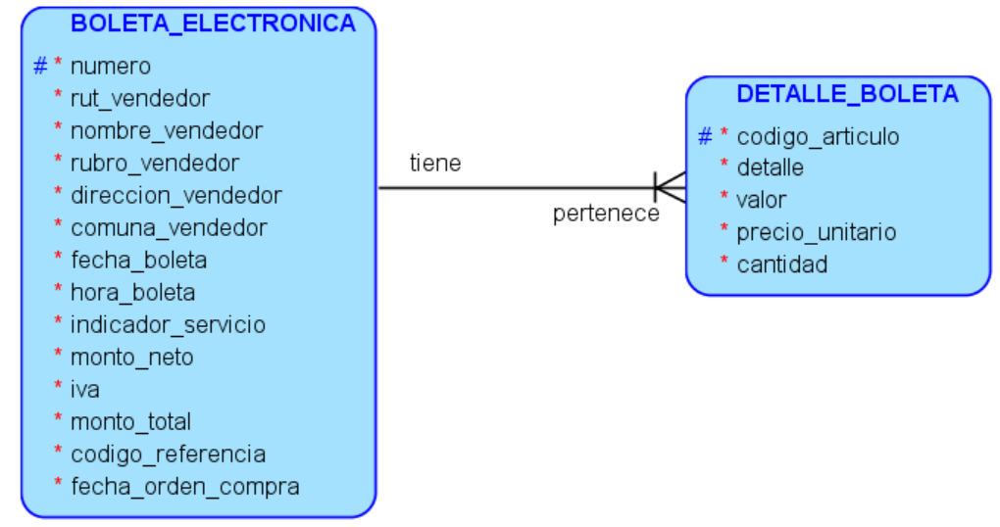 BOLETA_ELECTRONICA
# * numero
* rut_vendedor
* nombre_vendedor
* rubro_vendedor
* direccion_vendedor
* comuna_vendedor
* fecha_boleta
* hora_boleta
* indicador_servicio
* monto_neto
* iva
* monto_total
* codigo_referencia
* fecha_orden_compra
tiene
pertenece
DETALLE_BOLETA
# * codigo_articulo
* detalle
* valor
* precio_unitario
* cantidad